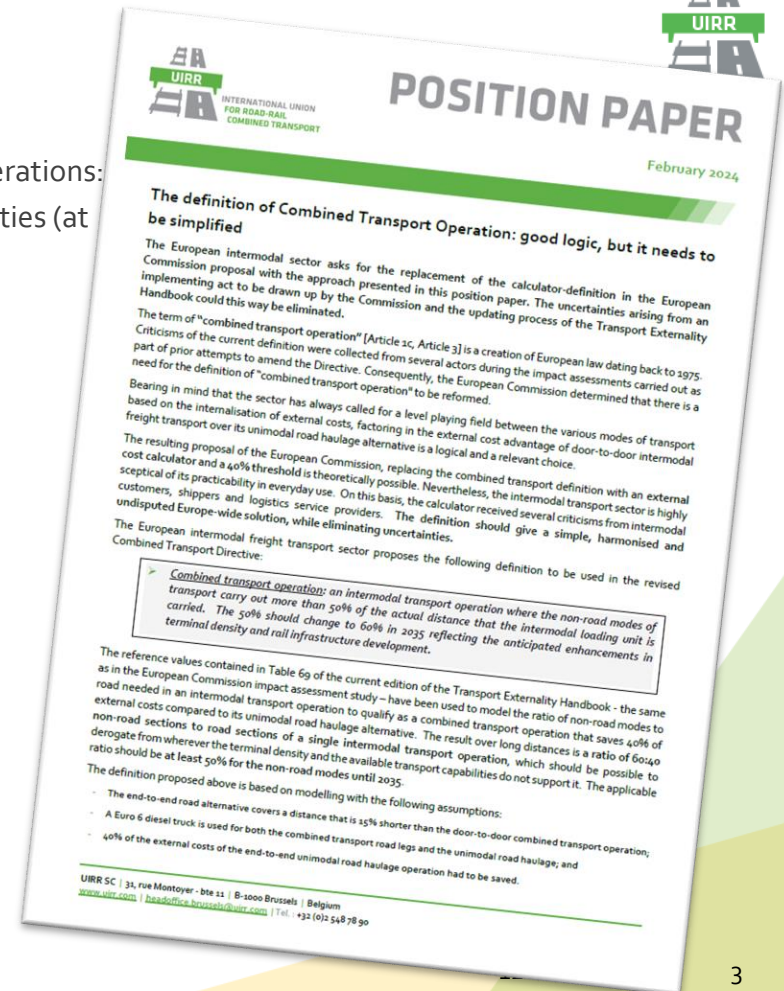 UIRR
erations:
ties (at
UIRR
INTERNATIONAL UNION
FOR ROAD-RAIL
COMBINED TRANSPORT
POSITION PAPER
February 2024
The definition of Combined Transport Operation: good logic, but it needs to
be simplified
The European intermodal sector asks for the replacement of the calculator-definition in the European
Commission proposal with the approach presented in this position paper. The uncertainties arising from an
implementing act to be drawn up by the Commission and the updating process of the Transport Externality
Handbook could this way be eliminated.
The term of "combined transport operation" [Article 1c, Article 3] is a creation of European law dating back to 1975.
Criticisms of the current definition were collected from several actors during the impact assessments carried out as
part of prior attempts to amend the Directive. Consequently, the European Commission determined that there is a
need for the definition of "combined transport operation" to be reformed.
Bearing in mind that the sector has always called for a level playing field between the various modes of transport
based on the internalisation of external costs, factoring in the external cost advantage of door-to-door intermodal
freight transport over its unimodal road haulage alternative is a logical and a relevant choice.
The resulting proposal of the European Commission, replacing the combined transport definition with an external
cost calculator and a 40% threshold is theoretically possible. Nevertheless, the intermodal transport sector is highly
sceptical of its practicability in everyday use. On this basis, the calculator received several criticisms from intermodal
customers, shippers and logistics service providers. The definition should give a simple, harmonised and
undisputed Europe-wide solution, while eliminating uncertainties.
The European intermodal freight transport sector proposes the following definition to be used in the revised
Combined Transport Directive:
➢ Combined transport operation: an intermodal transport operation where the non-road modes of
transport carry out more than 50% of the actual distance that the intermodal loading unit is
carried. The 50% should change to 60% in 2035 reflecting the anticipated enhancements in
terminal density and rail infrastructure development.
The reference values contained in Table 69 of the current edition of the Transport Externality Handbook - the same
as in the European Commission impact assessment study – have been used to model the ratio of non-road modes to
road needed in an intermodal transport operation to qualify as a combined transport operation that saves 40% of
external costs compared to its unimodal road haulage alternative. The result over long distances is a ratio of 60:40
non-road sections to road sections of a single intermodal transport operation, which should be possible to
derogate from wherever the terminal density and the available transport capabilities do not support it. The applicable
ratio should be at least 50% for the non-road modes until 2035.
The definition proposed above is based on modelling with the following assumptions:
- The end-to-end road alternative covers a distance that is 15% shorter than the door-to-door combined transport operation;
- A Euro 6 diesel truck is used for both the combined transport road legs and the unimodal road haulage; and
- 40% of the external costs of the end-to-end unimodal road haulage operation had to be saved.
UIRR SC | 31, rue Montoyer - bte 11 | B-1000 Brussels | Belgium
www.uirr.com | headoffice.brussels@uirr.com | Tel. : +32 (0)2 548 78 90
3